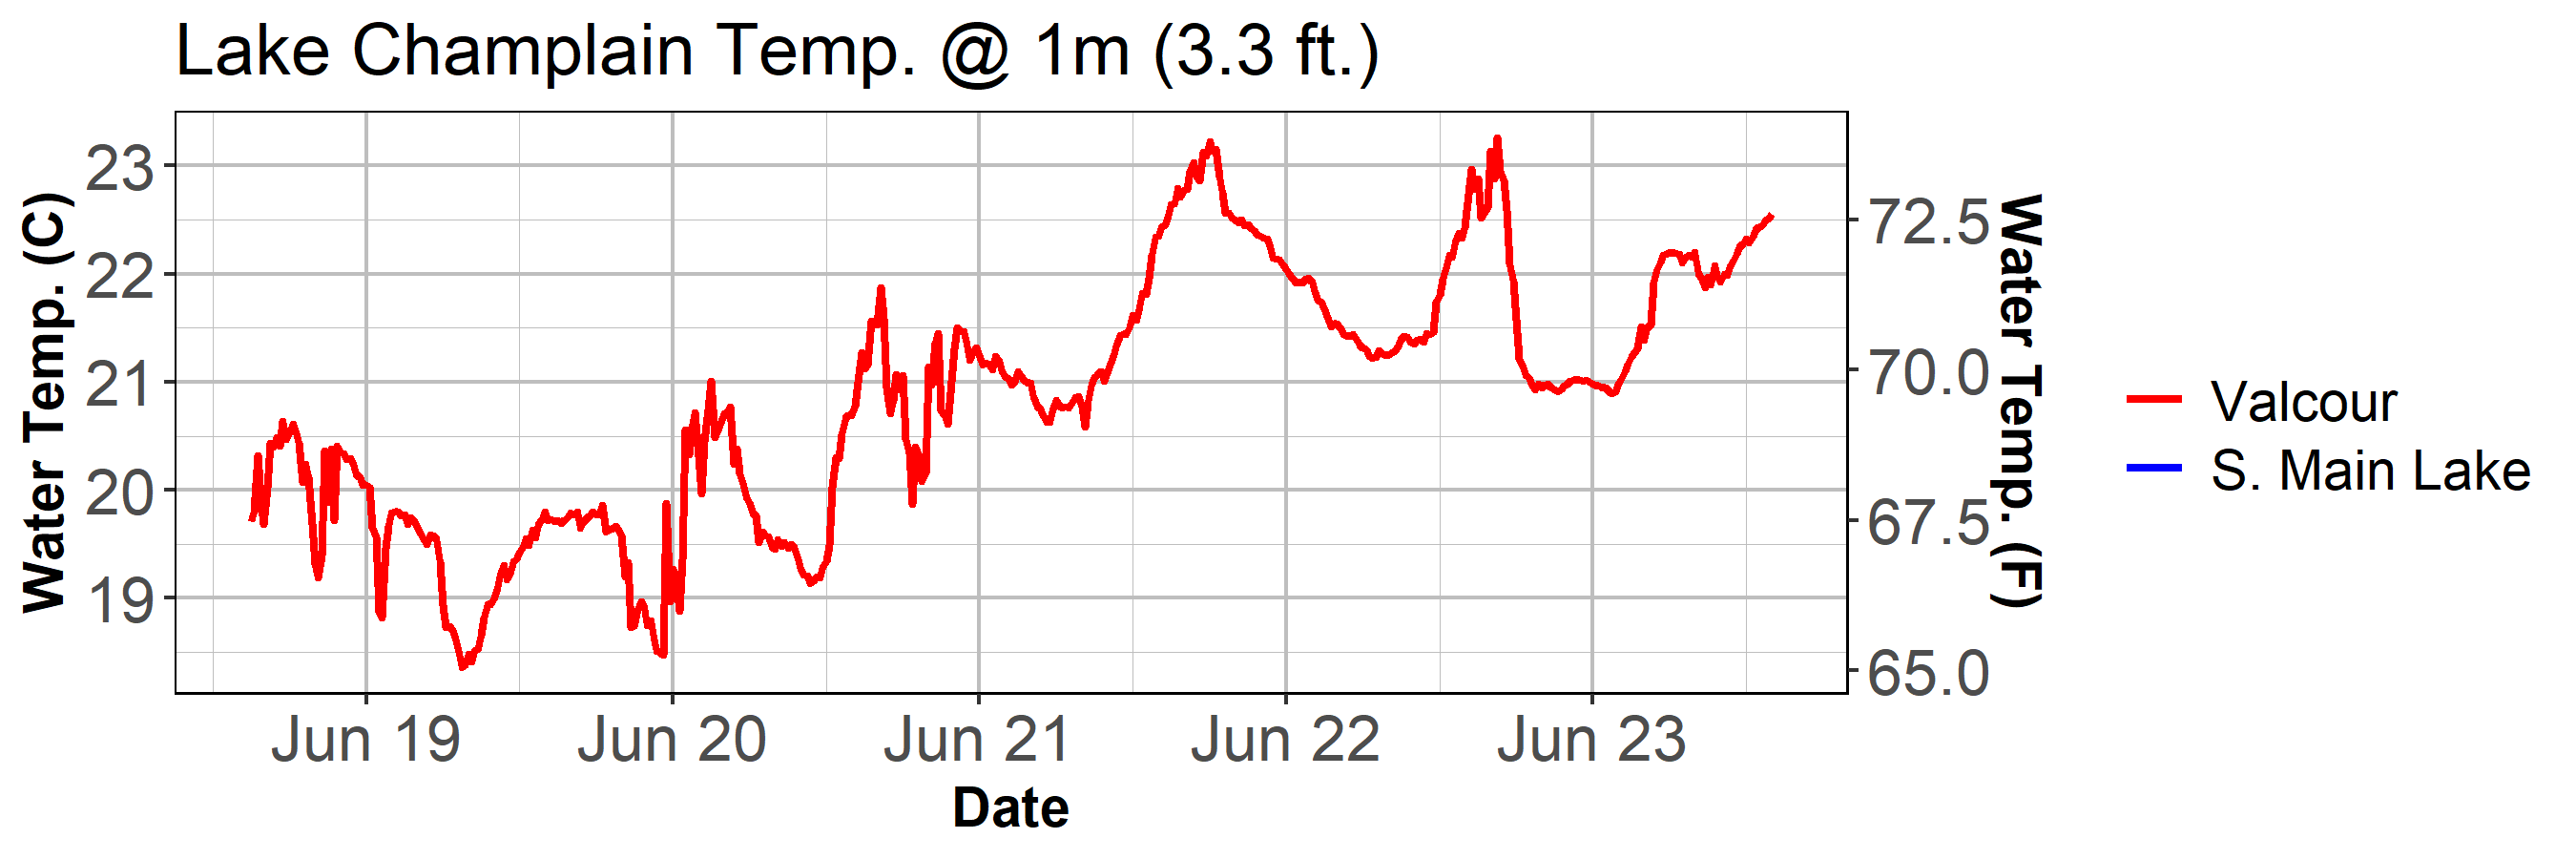 Lake Champlain Temp. @ 1m (3.3 ft.)
Water Temp. (C)
23
22
21
20
19
72.5
70.0
67.5
65.0
Water Temp. (F)
Jun 19 Jun 20 Jun 21 Jun 22 Jun 23
Date
Valcour
S. Main Lake